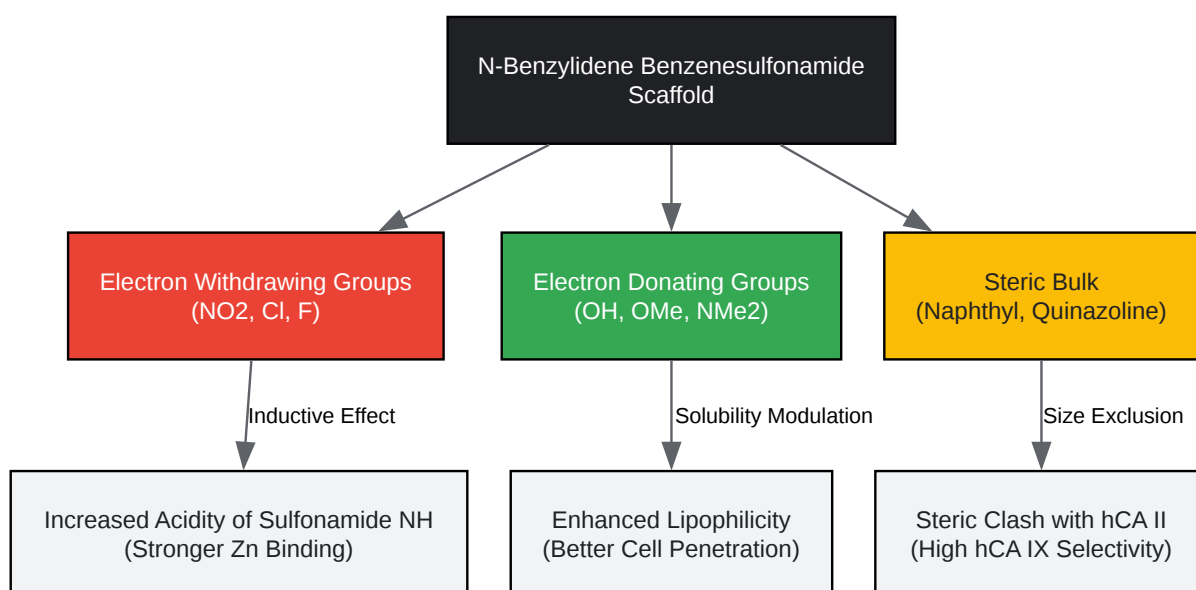 N-Benzylidene Benzenesulfonamide
Scaffold
Electron Withdrawing Groups
(NO2, Cl, F)
Electron Donating Groups
(OH, OMe, NMe2)
Steric Bulk
(Naphthyl, Quinazoline)
Inductive Effect
Solubility Modulation
Size Exclusion
Increased Acidity of Sulfonamide NH
(Stronger Zn Binding)
Enhanced Lipophilicity
(Better Cell Penetration)
Steric Clash with hCA II
(High hCA IX Selectivity)